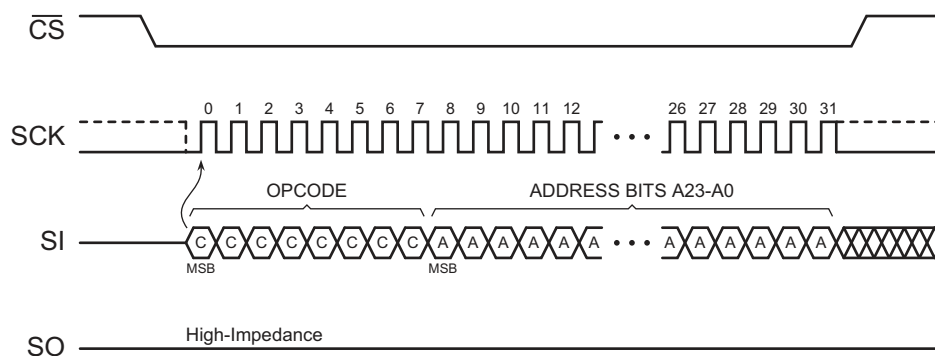 CS
0 1 2 3 4 5 6 7 8 9 10 11 12 26 27 28 29 30 31
SCK
OPCODE ADDRESS BITS A23-A0
SI C C C C C C C C A A A A A A A A A A A A
MSB MSB
High-Impedance
SO